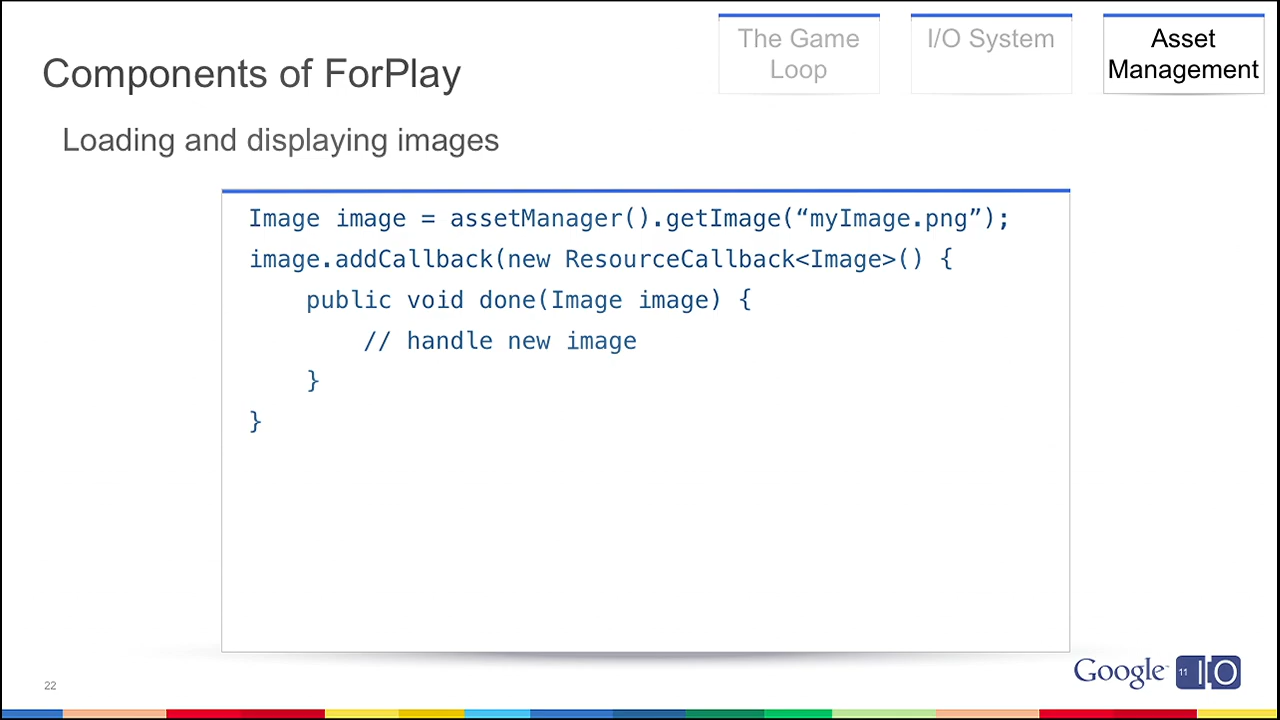 The Game
Loop
I/O System
Asset
Management
Components of ForPlay
Loading and displaying images
Image image = assetManager().getImage(“myImage.png”);
image.addCallback(new ResourceCallback<Image>() {
    public void done(Image image) {
        // handle new image
    }
}
22
Google 11 IO